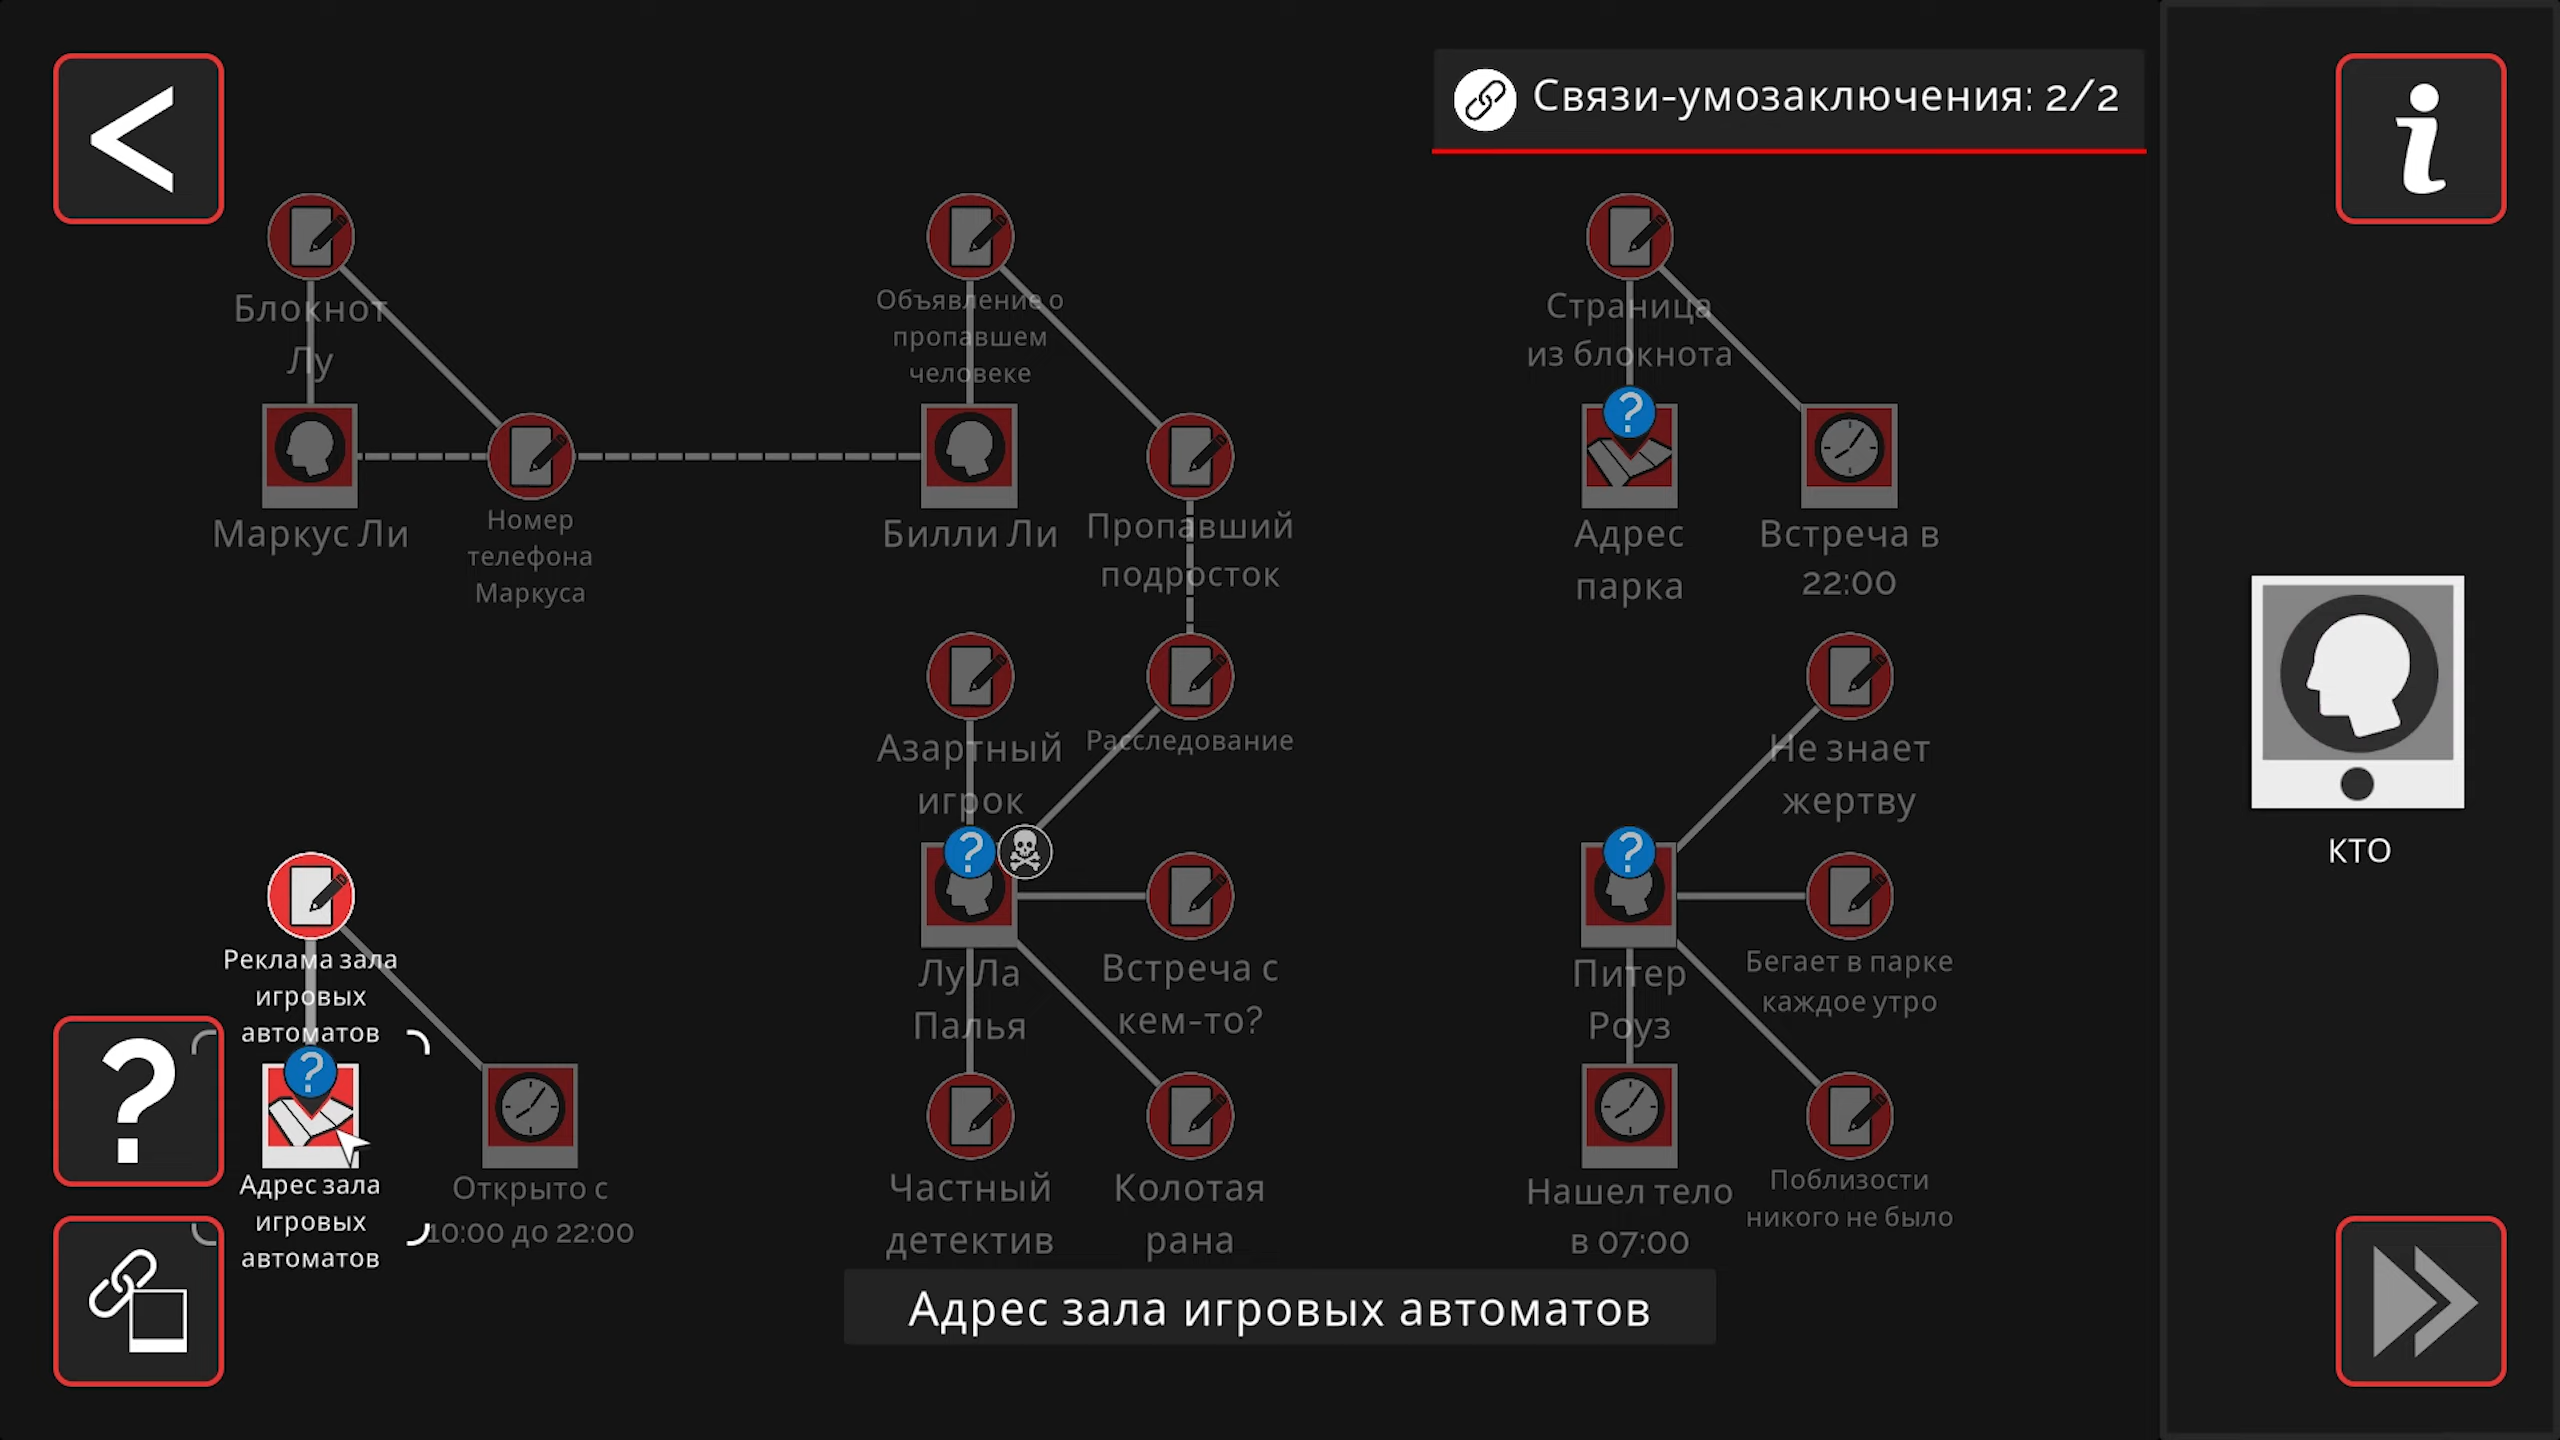 Связи-умозаключения: 2/2
Блокнот
Лу
Объявление о
пропавшем
человеке
Страница
из блокнота
Маркус Ли
Номер
телефона
Маркуса
Билли Ли
Пропавший
подросток
Адрес
парка
Встреча в
22:00
Азартный
игрок
Расследование
Не знает
жертву
КТО
Реклама зала
игровых
автоматов
Лу Ла
Палья
Встреча с
кем-то?
Питер
Роуз
Бегает в парке
каждое утро
?
Адрес зала
игровых
автоматов
Открыто с
10:00 до 22:00
Частный
детектив
Колотая
рана
Нашел тело
в 07:00
Поблизости
никого не было
Адрес зала игровых автоматов